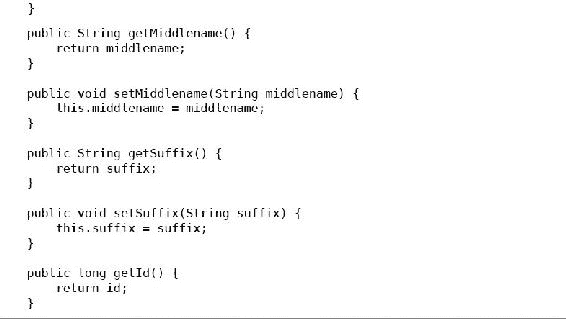 }
public String getMiddlename() {
    return middlename;
}
public void setMiddlename(String middlename) {
    this.middlename = middlename;
}
public String getSuffix() {
    return suffix;
}
public void setSuffix(String suffix) {
    this.suffix = suffix;
}
public long getId() {
    return id;
}